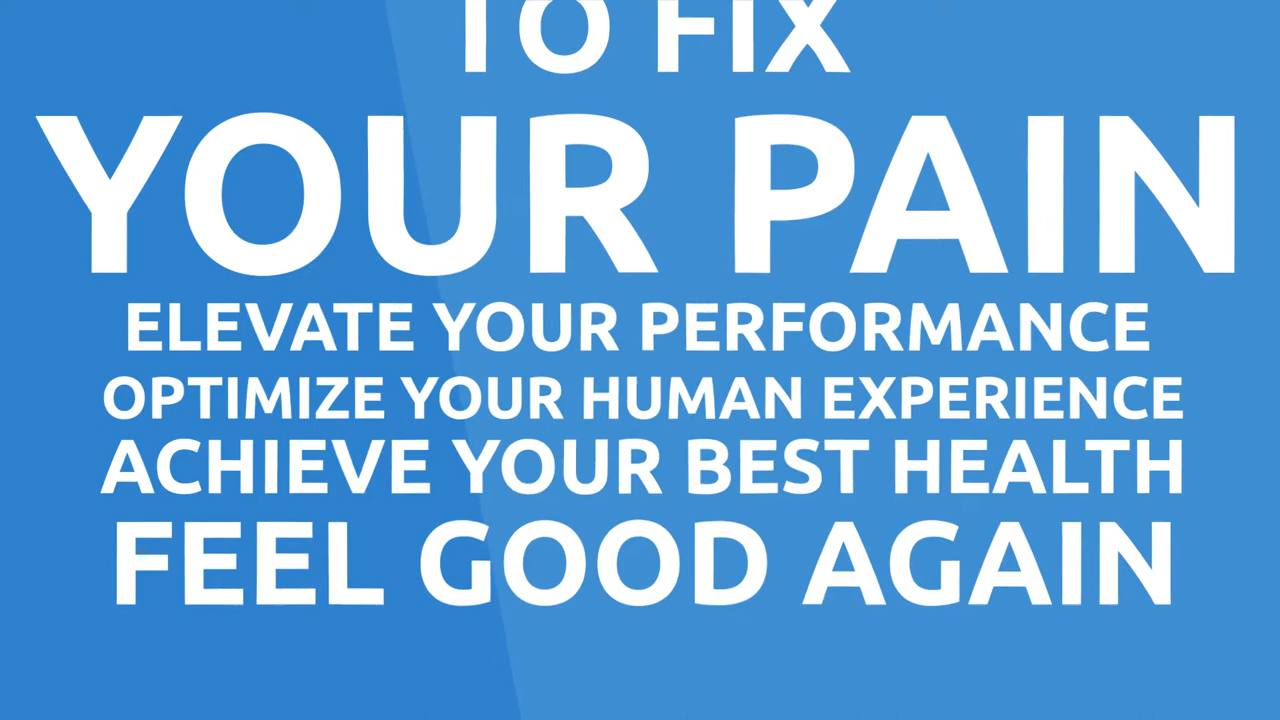 TO FIX
YOUR PAIN
ELEVATE YOUR PERFORMANCE
OPTIMIZE YOUR HUMAN EXPERIENCE
ACHIEVE YOUR BEST HEALTH
FEEL GOOD AGAIN